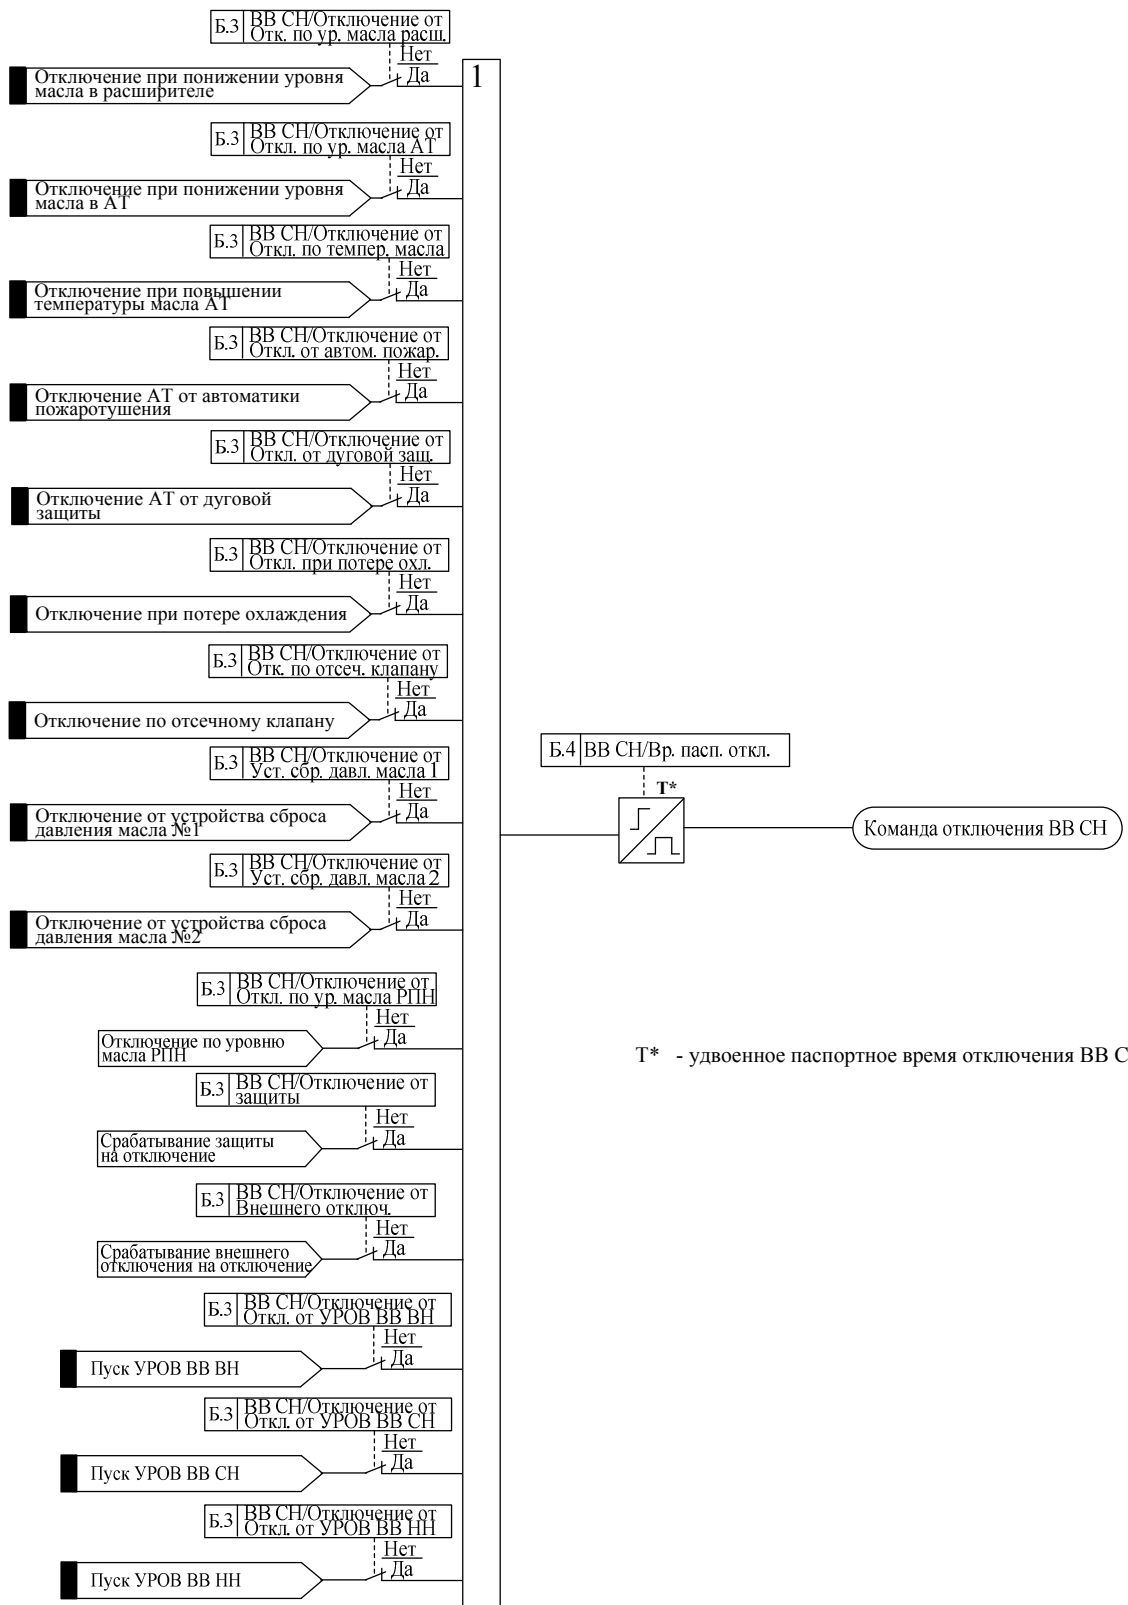 Б.3 ВВ СН/Отключение от
Отк. по ур. масла расш.
Нет
Да
1
Отключение при понижении уровня
масла в расширителе
Б.3 ВВ СН/Отключение от
Откл. по ур. масла АТ
Нет
Да
Отключение при понижении уровня
масла в АТ
Б.3 ВВ СН/Отключение от
Откл. по темпер. масла
Нет
Да
Отключение при повышении
температуры масла АТ
Б.3 ВВ СН/Отключение от
Откл. от автом. пожар.
Нет
Да
Отключение АТ от автоматики
пожаротушения
Б.3 ВВ СН/Отключение от
Откл. от дуговой защ.
Нет
Да
Отключение АТ от дуговой
защиты
Б.3 ВВ СН/Отключение от
Откл. при потере охл.
Нет
Да
Отключение при потере охлаждения
Б.3 ВВ СН/Отключение от
Отк. по отсеч. клапану
Нет
Да
Отключение по отсечному клапану
Б.4 ВВ СН/Вр. пасп. откл.
Т*
Команда отключения ВВ СН
Б.3 ВВ СН/Отключение от
Уст. сбр. давл. масла 1
Нет
Да
Отключение от устройства сброса
давления масла №1
Б.3 ВВ СН/Отключение от
Уст. сбр. давл. масла 2
Нет
Да
Отключение от устройства сброса
давления масла №2
Б.3 ВВ СН/Отключение от
Откл. по ур. масла РПН
Нет
Да
Отключение по уровню
масла РПН
Т* - удвоенное паспортное время отключения ВВ С
Б.3 ВВ СН/Отключение от
защиты
Нет
Да
Срабатывание защиты
на отключение
Б.3 ВВ СН/Отключение от
Внешнего отключ.
Нет
Да
Срабатывание внешнего
отключения на отключение
Б.3 ВВ СН/Отключение от
Откл. от УРОВ ВВ ВН
Нет
Да
Пуск УРОВ ВВ ВН
Б.3 ВВ СН/Отключение от
Откл. от УРОВ ВВ СН
Нет
Да
Пуск УРОВ ВВ СН
Б.3 ВВ СН/Отключение от
Откл. от УРОВ ВВ НН
Нет
Да
Пуск УРОВ ВВ НН